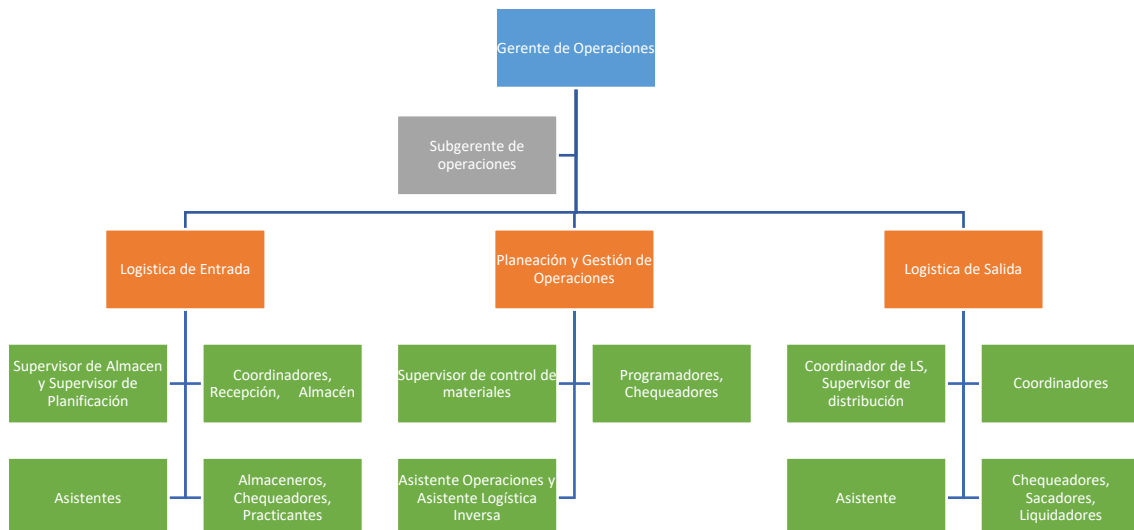 Gerente de Operaciones
Subgerente de
operaciones
Logistica de Entrada
Planeación y Gestión de
Operaciones
Logistica de Salida
Supervisor de Almacen
y Supervisor de
Planificación
Coordinadores,
Recepción, Almacén
Supervisor de control de
materiales
Programadores,
Chequeadores
Coordinador de LS,
Supervisor de
distribución
Coordinadores
Asistentes
Almaceneros,
Chequeadores,
Practicantes
Asistente Operaciones y
Asistente Logística
Inversa
Asistente
Chequeadores,
Sacadores,
Liquidadores